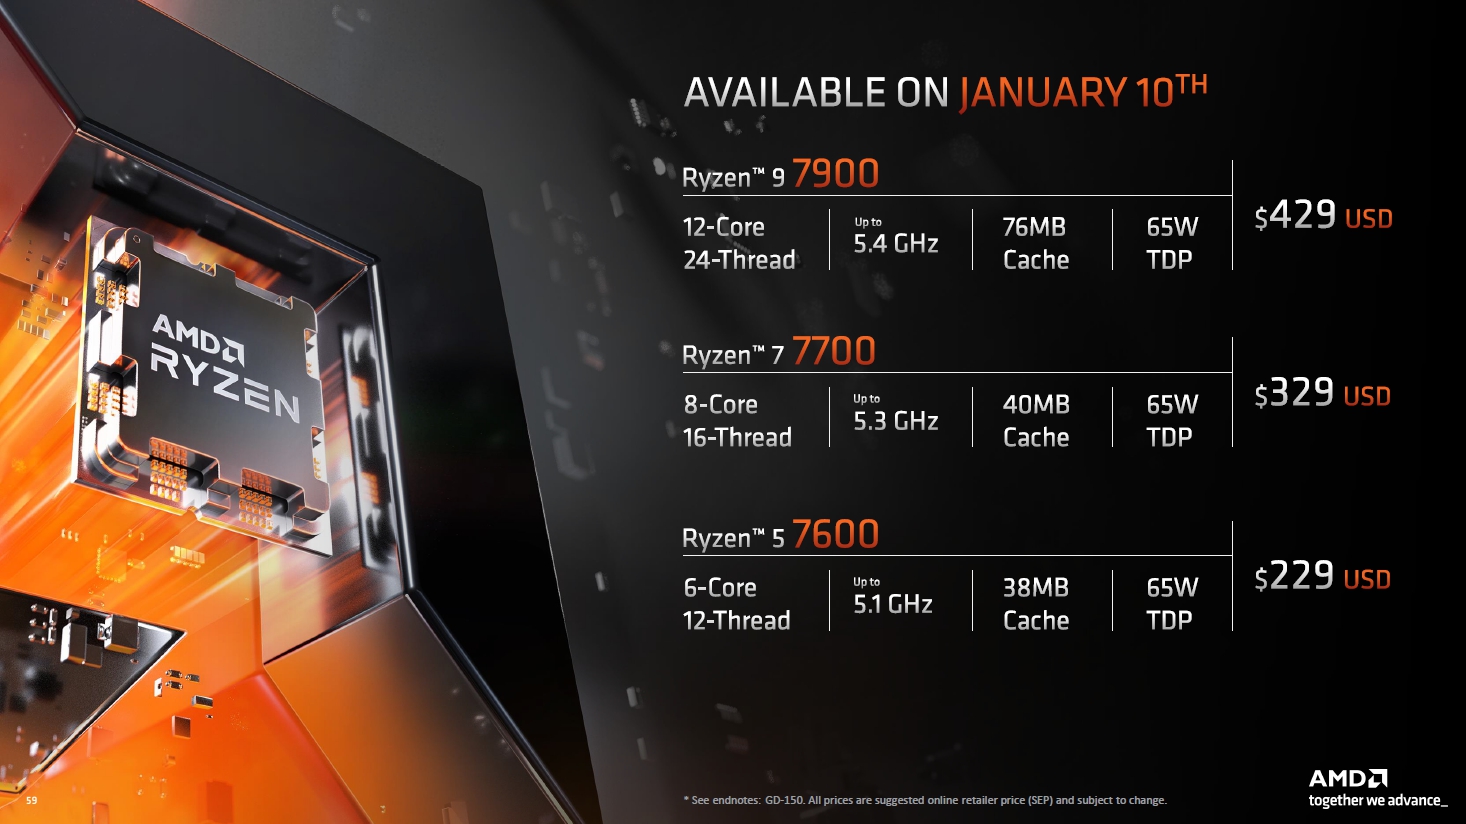 AVAILABLE ON JANUARY 10TH
Ryzen™ 9 7900
12-Core
24-Thread
Up to
5.4 GHz
76MB
Cache
65W
TDP
$429 USD
Ryzen™ 7 7700
8-Core
16-Thread
Up to
5.3 GHz
40MB
Cache
65W
TDP
$329 USD
Ryzen™ 5 7600
6-Core
12-Thread
Up to
5.1 GHz
38MB
Cache
65W
TDP
$229 USD
AMD
RYZEN
59
* See endnotes: GD-150. All prices are suggested online retailer price (SEP) and subject to change.
AMD
together we advance_